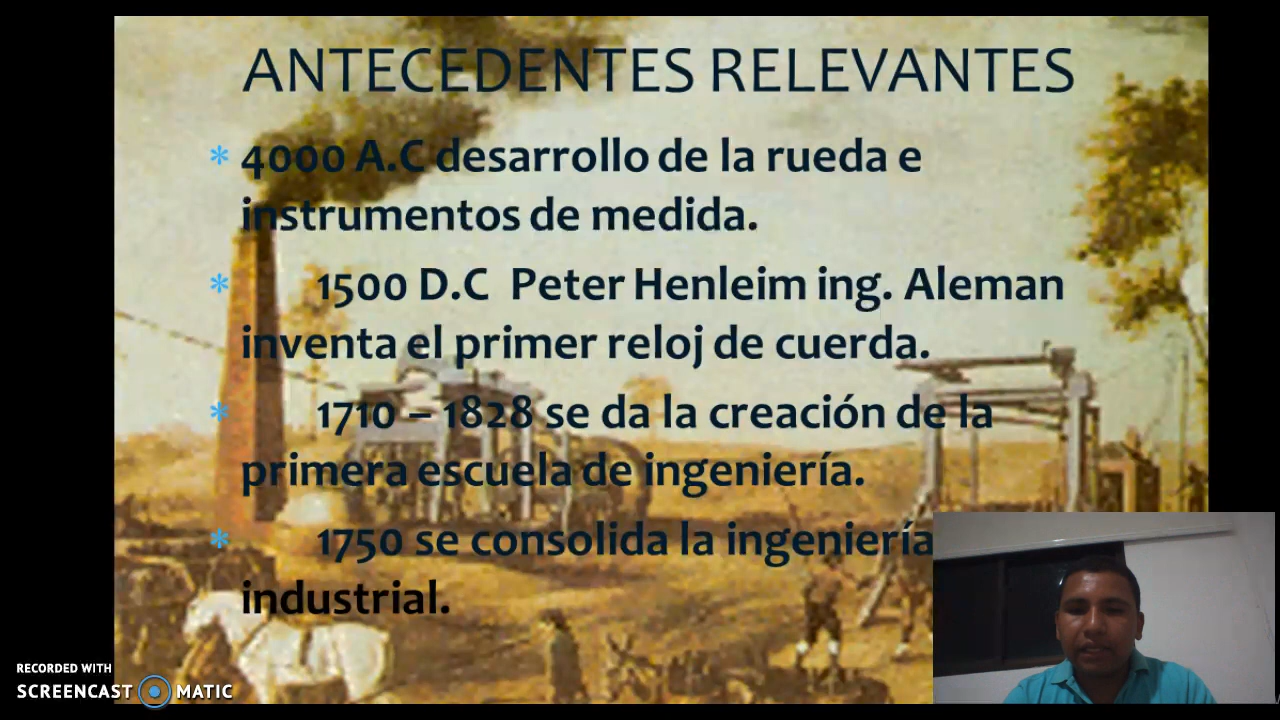 ANTECEDENTES RELEVANTES
* 4000 A.C desarrollo de la rueda e
instrumentos de medida.
* 1500 D.C Peter Henleim ing. Aleman
inventa el primer reloj de cuerda.
* 1710 – 1828 se da la creación de la
primera escuela de ingeniería.
* 1750 se consolida la ingeniería
industrial.
RECORDED WITH
SCREENCAST MATIC